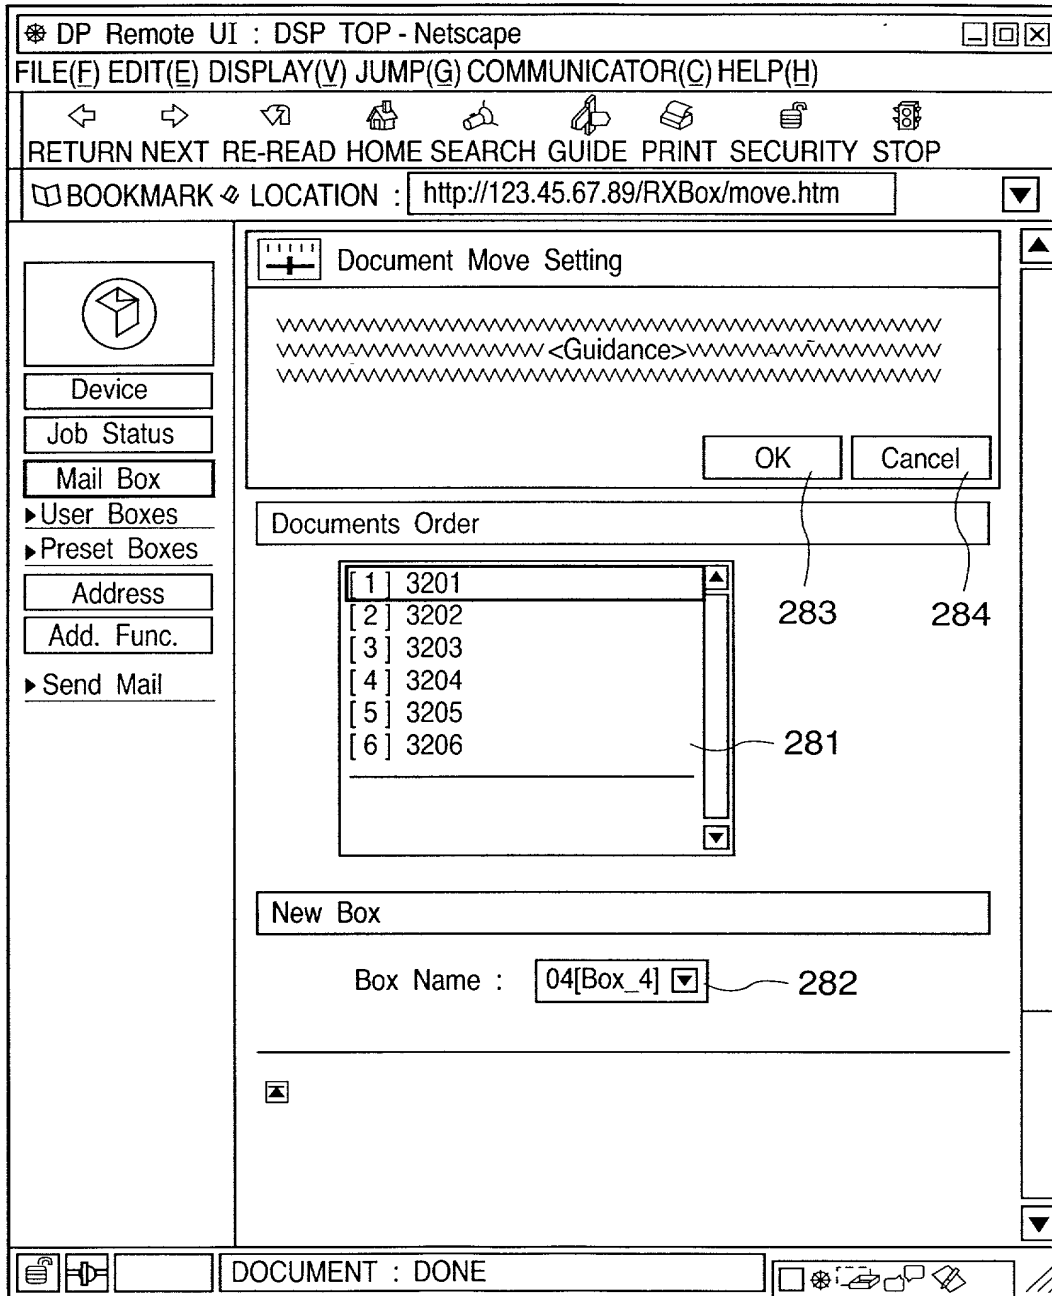 DP Remote UI : DSP TOP - Netscape
FILE(F) EDIT(E) DISPLAY(V) JUMP(G) COMMUNICATOR(C) HELP(H)
RETURN NEXT RE-READ HOME SEARCH GUIDE PRINT SECURITY STOP
BOOKMARK LOCATION : http://123.45.67.89/RXBox/move.htm
Document Move Setting
<Guidance>
OK Cancel
283 284
Device
Job Status
Mail Box
User Boxes
Preset Boxes
Address
Add. Func.
Send Mail
Documents Order
[ 1 ] 3201
[ 2 ] 3202
[ 3 ] 3203
[ 4 ] 3204
[ 5 ] 3205
[ 6 ] 3206
281
New Box
Box Name : 04[Box_4]
282
DOCUMENT : DONE